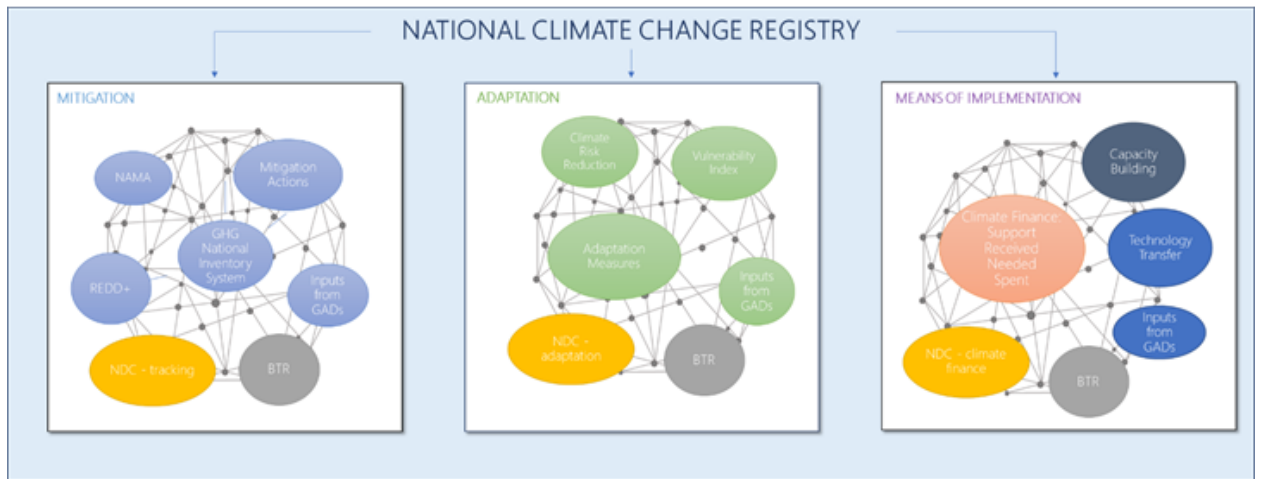 NATIONAL CLIMATE CHANGE REGISTRY
MITIGATION
NAMA
Mitigation
Actions
GHG
National
Inventory
System
REDD+
Inputs
from
GADs
NDC - tracking
BTR
ADAPTATION
Climate
Risk
Reduction
Vulnerability
Index
Adaptation
Measures
Inputs
from
GADs
NDC -
adaptation
BTR
MEANS OF IMPLEMENTATION
Capacity
Building
Climate Finance:
Support
Received
Needed
Spent
Technology
Transfer
Inputs
from
GADs
NDC - climate
finance
BTR